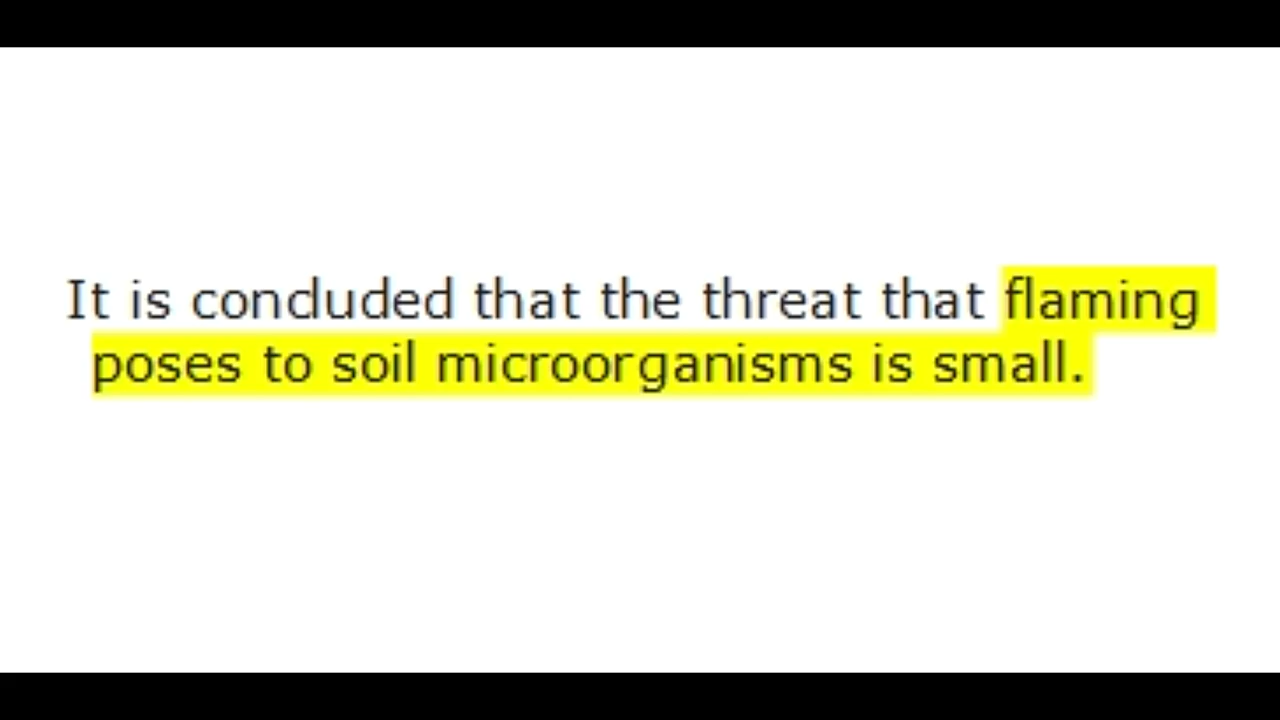 It is concluded that the threat that flaming
poses to soil microorganisms is small.